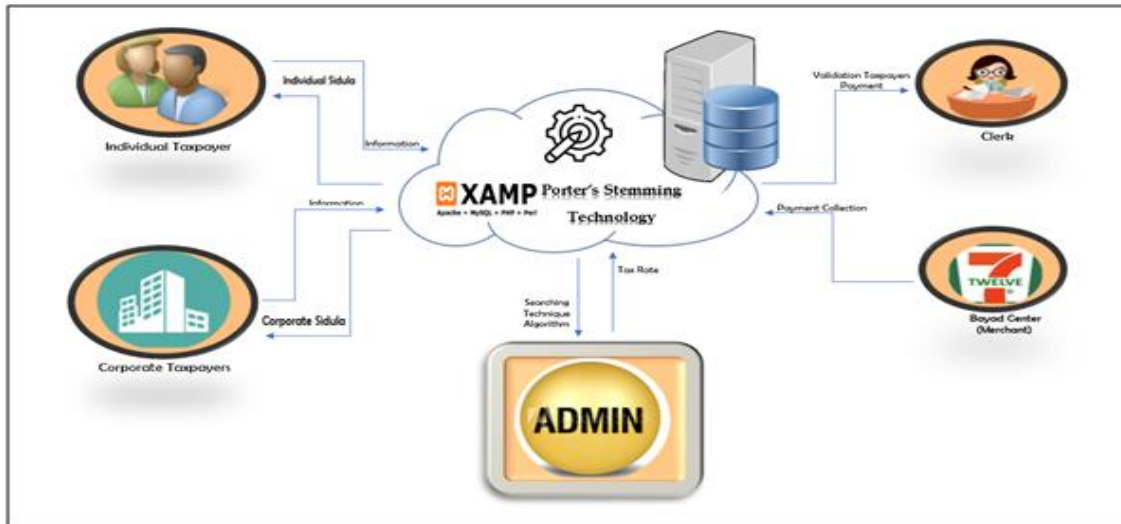 Individual Sidula
Individual Taxpayer
Information
Validation Taxpayers
Payment
Clerk
XAMP
Apache + MySQL + PHP + Perl
Porter's Stemming
Technology
Information
Payment Collection
Corporate Sidula
Corporate Taxpayers
Tax Rate
Searching
Technique
Algorithm
7
TWELVE
Bayad Center
(Merchant)
ADMIN